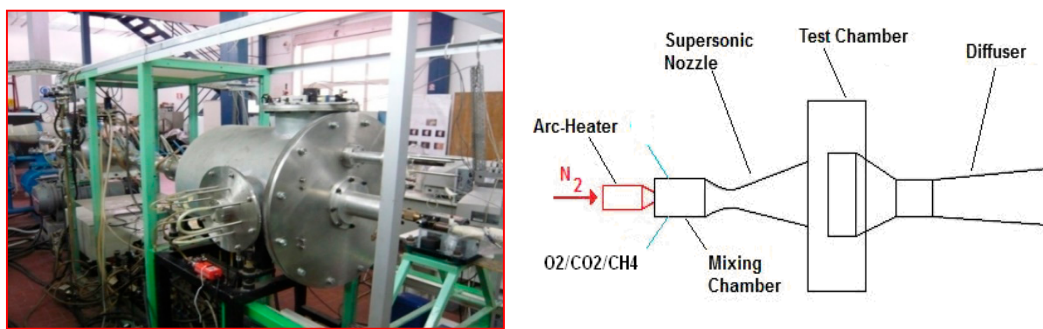 Supersonic
Nozzle
Test Chamber
Diffuser
Arc-Heater
N2
O2/CO2/CH4
Mixing
Chamber